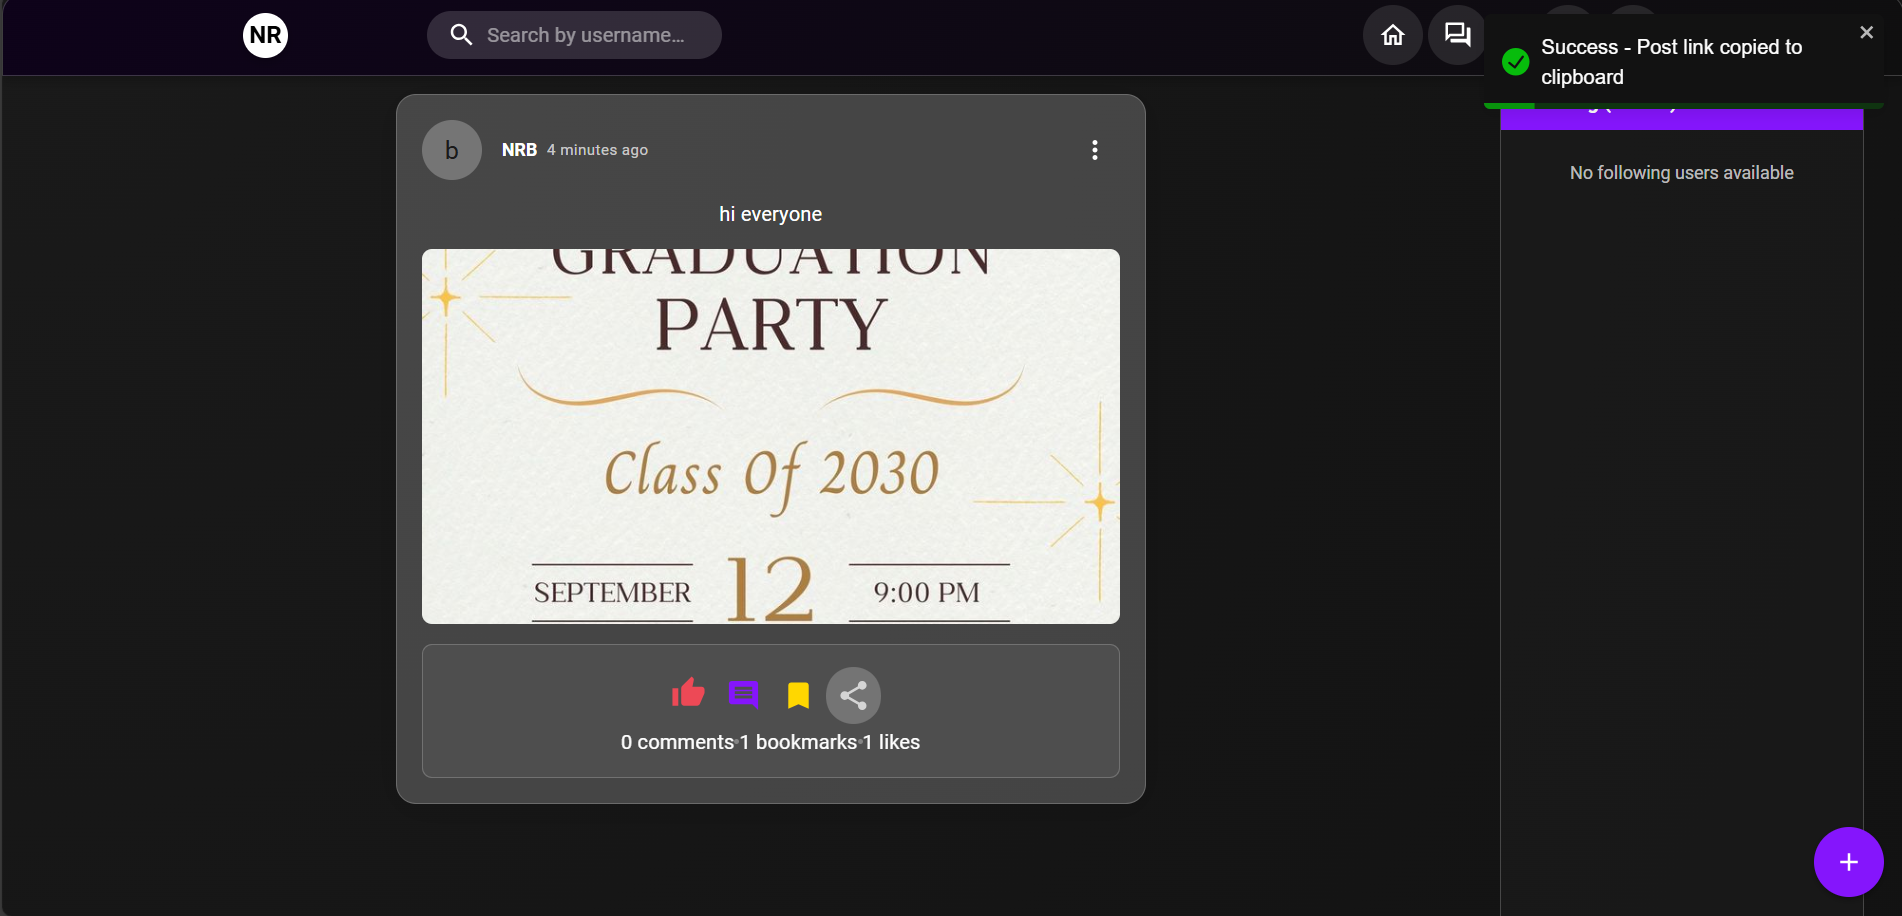 NR
Search by username...
Success - Post link copied to
clipboard
NRB 4 minutes ago
b
No following users available
hi everyone
GRADUATION
PARTY
Class Of 2030
SEPTEMBER 12 9:00 PM
0 comments•1 bookmarks•1 likes